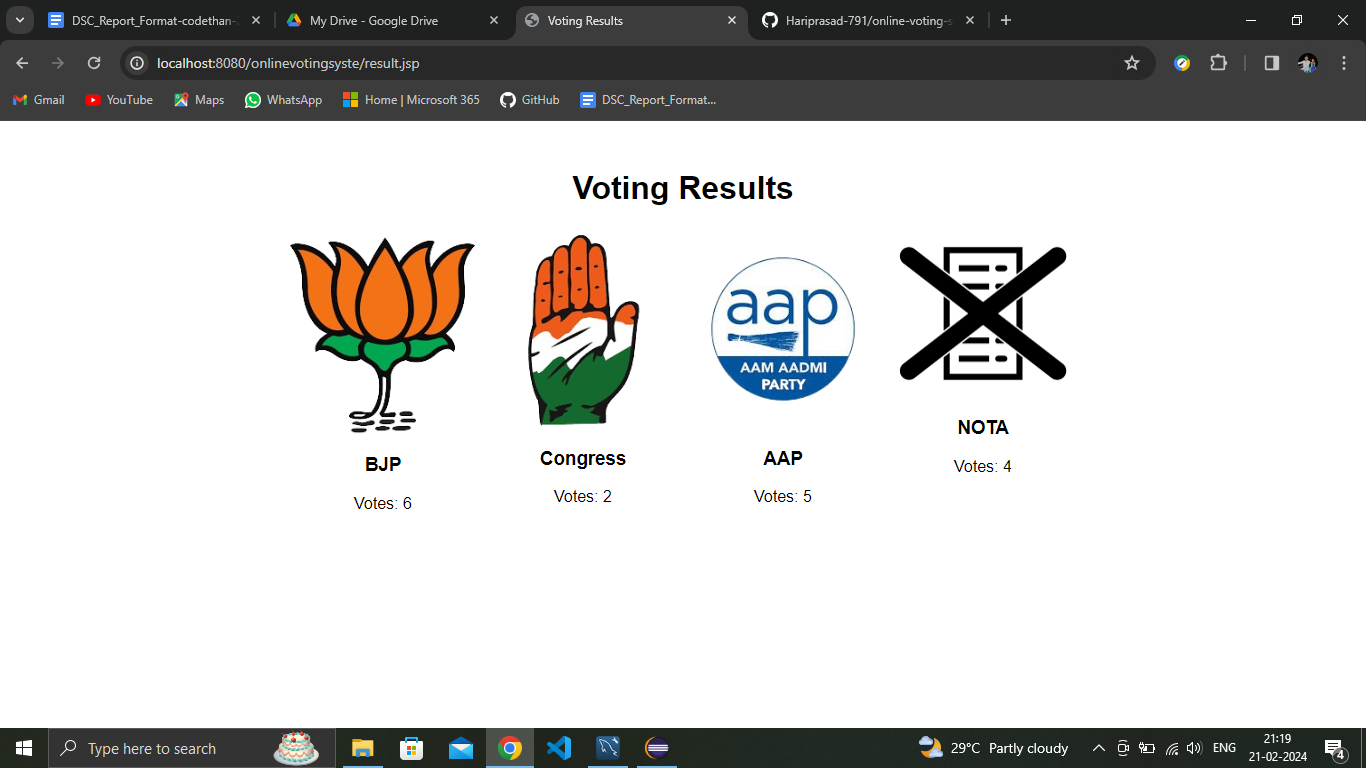 DSC_Report_Format-codethan-
My Drive - Google Drive
Voting Results
Hariprasad-791/online-voting-s
localhost:8080/onlinevotingsyste/result.jsp
Gmail
YouTube
Maps
WhatsApp
Home | Microsoft 365
GitHub
DSC_Report_Format...
Voting Results
aap
AAM AADMI
PARTY
BJP
Votes: 6
Congress
Votes: 2
AAP
Votes: 5
NOTA
Votes: 4
Type here to search
29°C Partly cloudy
ENG
21:19
21-02-2024
4